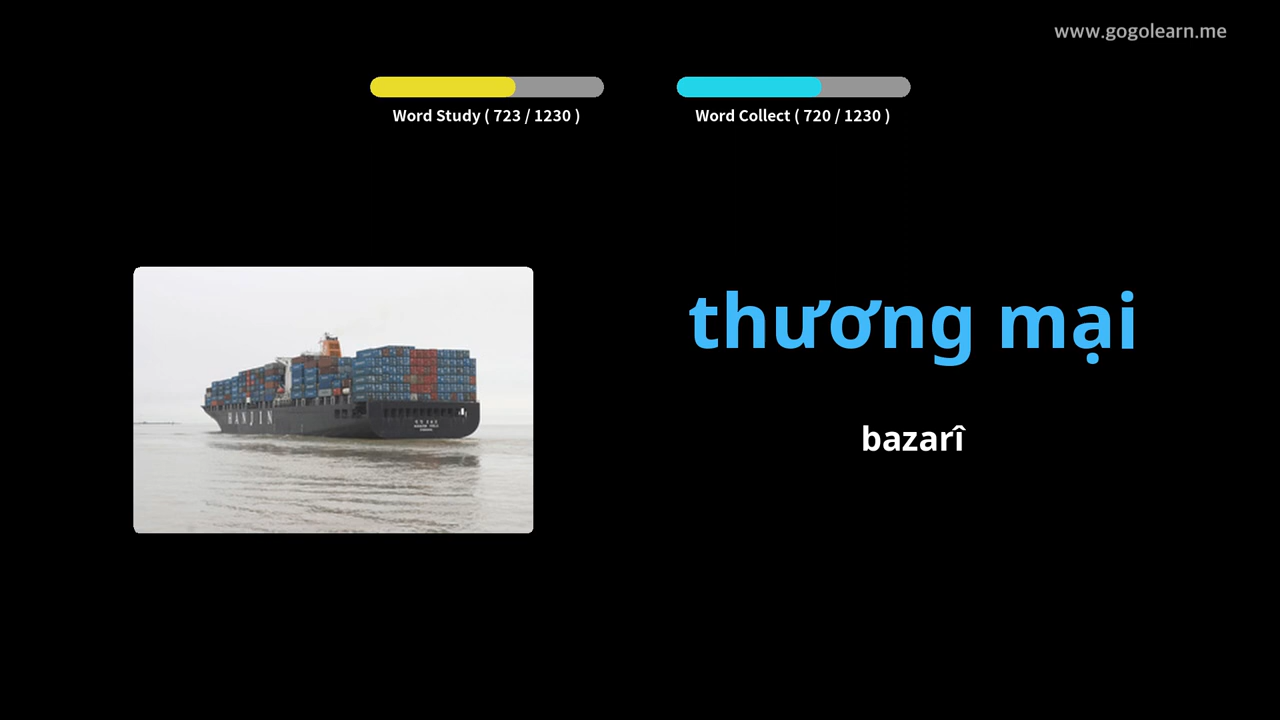 www.gogolearn.me
Word Study ( 723 / 1230 )
Word Collect ( 720 / 1230 )
thương mại
HANJIN
bazarî